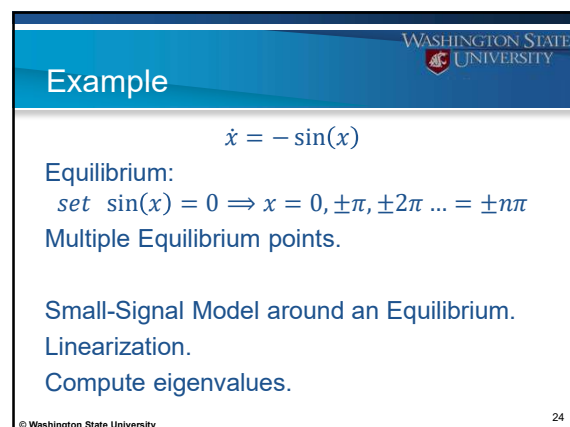 WASHINGTON STATE
UNIVERSITY
Example
ẋ = − sin(x)
Equilibrium:
set sin(x) = 0 ⟹ x = 0, ±π, ±2π … = ±nπ
Multiple Equilibrium points.
Small-Signal Model around an Equilibrium.
Linearization.
Compute eigenvalues.
© Washington State University
24